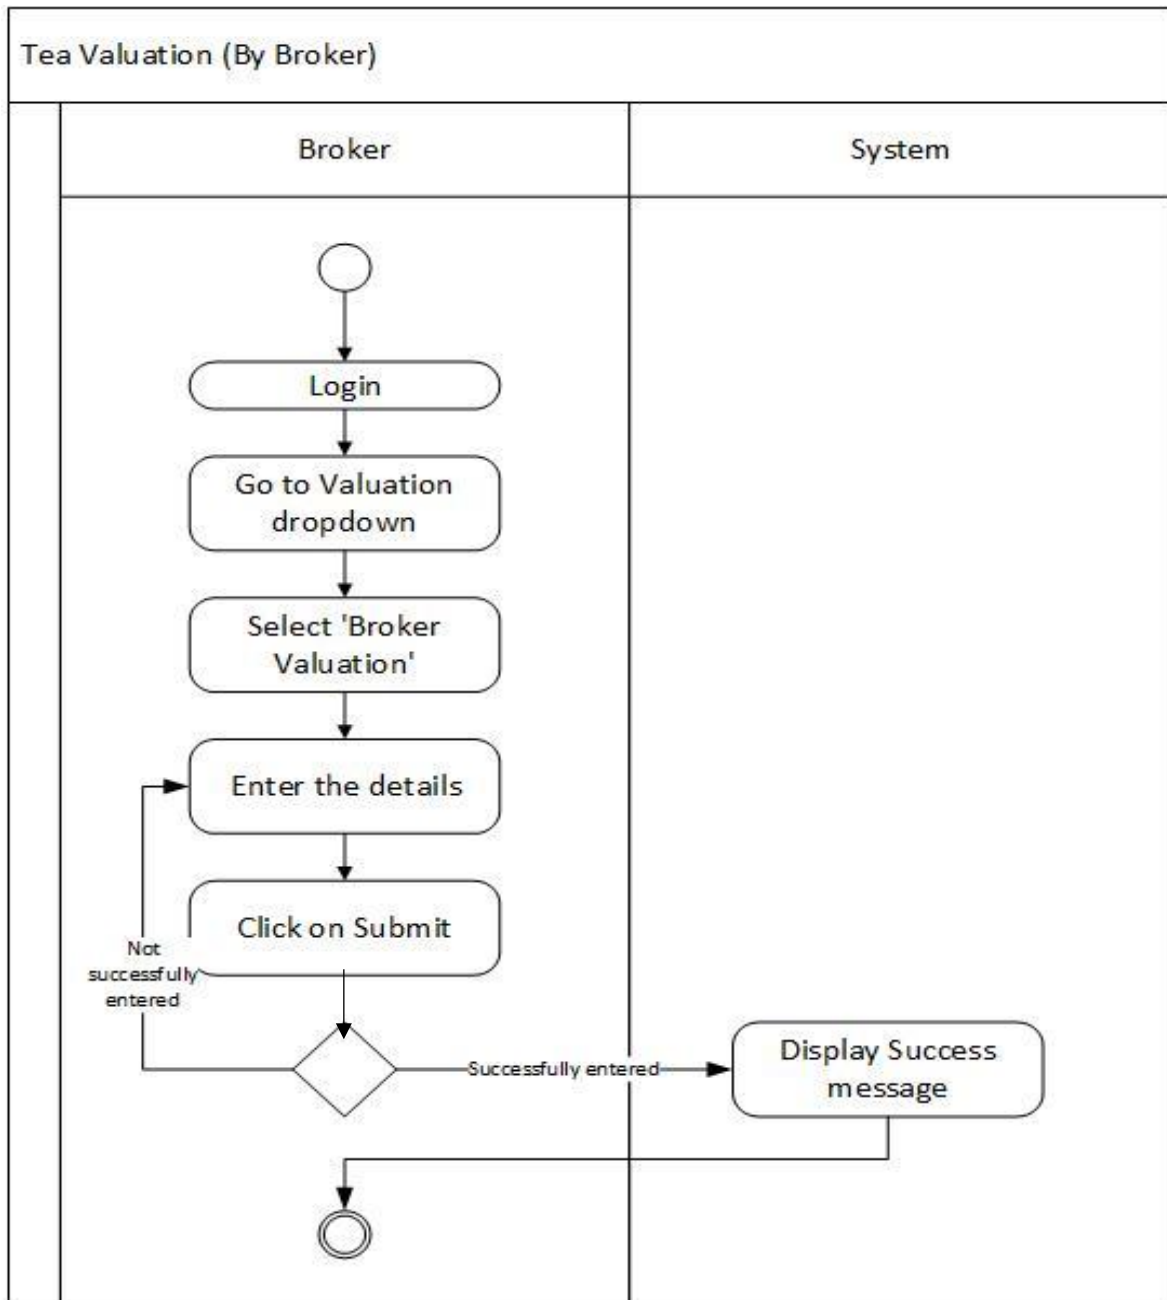 Tea Valuation (By Broker)
Broker
System
Login
Go to Valuation
dropdown
Select 'Broker
Valuation'
Enter the details
Click on Submit
Not
successfully
entered
Successfully entered
Display Success
message